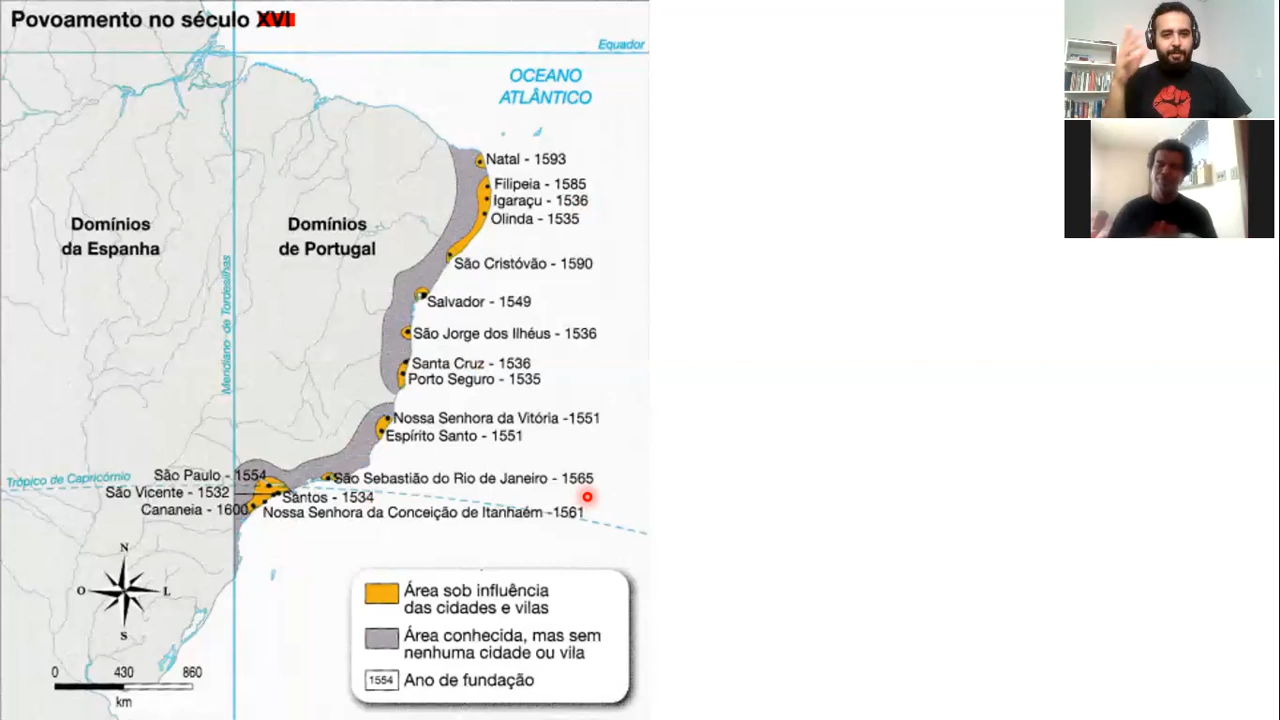 Povoamento no século XVI
Equador
OCEANO
ATLÂNTICO
Natal - 1593
Filipeia - 1585
Igaraçu - 1536
Olinda - 1535
Domínios
da Espanha
Domínios
de Portugal
São Cristóvão - 1590
Meridiano de Tordesilhas
Salvador - 1549
São Jorge dos Ilhéus - 1536
Santa Cruz - 1536
Porto Seguro - 1535
Nossa Senhora da Vitória -1551
Espírito Santo - 1551
Trópico de Capricórnio
São Paulo - 1554
São Sebastião do Rio de Janeiro - 1565
São Vicente - 1532
Santos - 1534
Cananeia - 1600
Nossa Senhora da Conceição de Itanhaém -1561
N
O
L
S
0 430 860
km
Área sob influência
das cidades e vilas
Área conhecida, mas sem
nenhuma cidade ou vila
1554 Ano de fundação